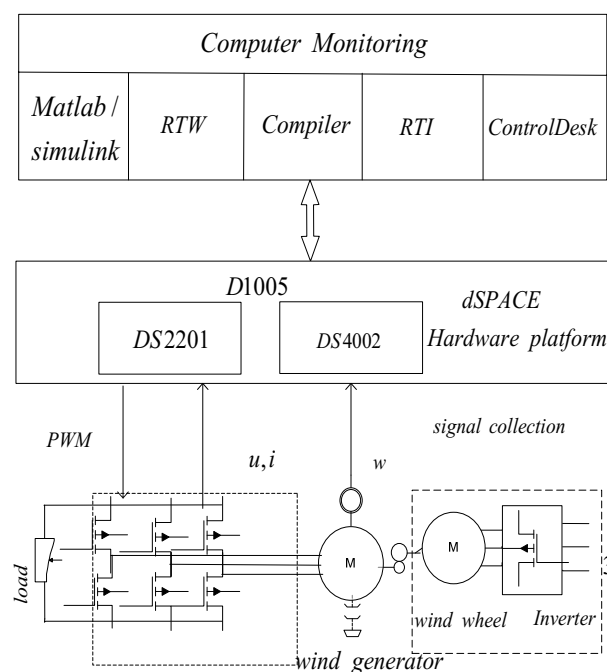 Computer Monitoring
Matlab /
simulink
RTW
Compiler
RTI
ControlDesk
D1005
dSPACE
Hardware platform
DS2201
DS4002
PWM
u,i
w
signal collection
load
M
M
wind wheel
Inverter
3
wind generator